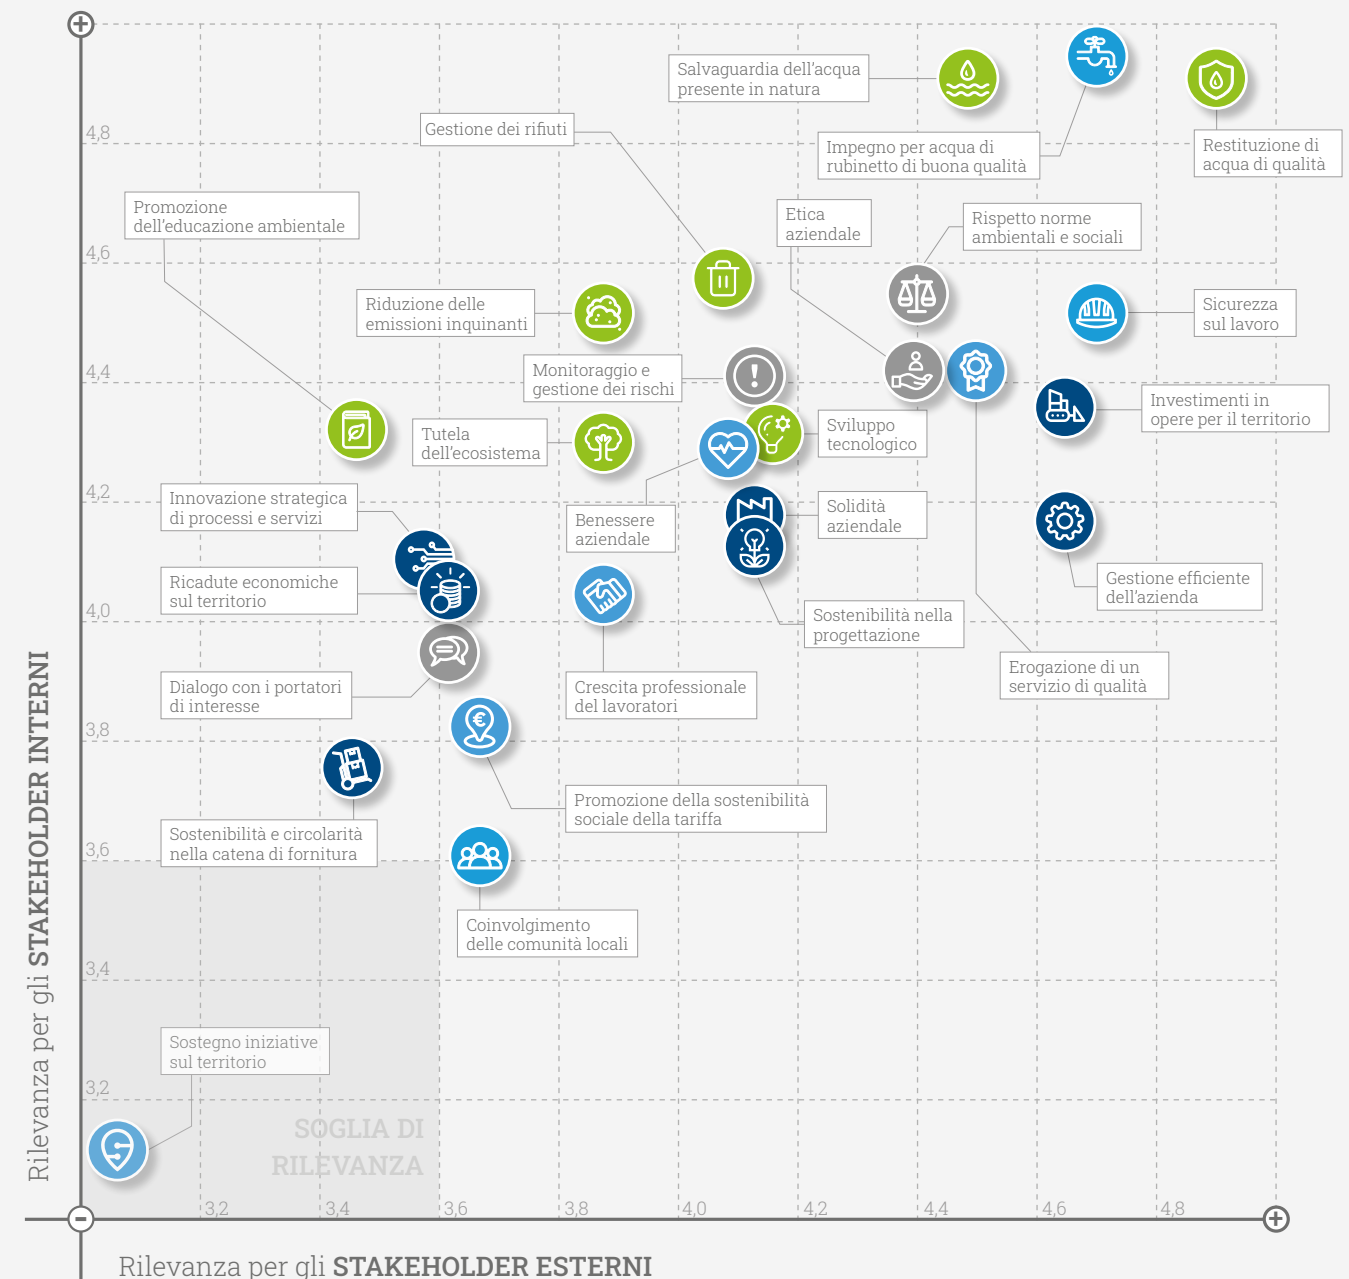 Salvaguardia dell'acqua
presente in natura
Gestione dei rifiuti
Impegno per acqua di
rubinetto di buona qualità
Restituzione di
acqua di qualità
4,8
Promozione
dell'educazione ambientale
Etica
aziendale
Rispetto norme
ambientali e sociali
4,6
Riduzione delle
emissioni inquinanti
Sicurezza
sul lavoro
Monitoraggio e
gestione dei rischi
4,4
Investimenti in
opere per il territorio
Tutela
dell'ecosistema
Sviluppo
tecnologico
4,2
Innovazione strategica
di processi e servizi
Benessere
aziendale
Solidità
aziendale
Ricadute economiche
sul territorio
Gestione efficiente
dell'azienda
4,0
Sostenibilità nella
progettazione
Erogazione di un
servizio di qualità
Dialogo con i portatori
di interesse
Crescita professionale
del lavoratori
€
3,8
Promozione della sostenibilità
sociale della tariffa
Sostenibilità e circolarità
nella catena di fornitura
3,6
Coinvolgimento
delle comunità locali
3,4
Sostegno iniziative
sul territorio
3,2
SOGLIA DI
RILEVANZA
Rilevanza per gli STAKEHOLDER INTERNI
3,2
3,4
3,6
3,8
4,0
4,2
4,4
4,6
4,8
Rilevanza per gli STAKEHOLDER ESTERNI